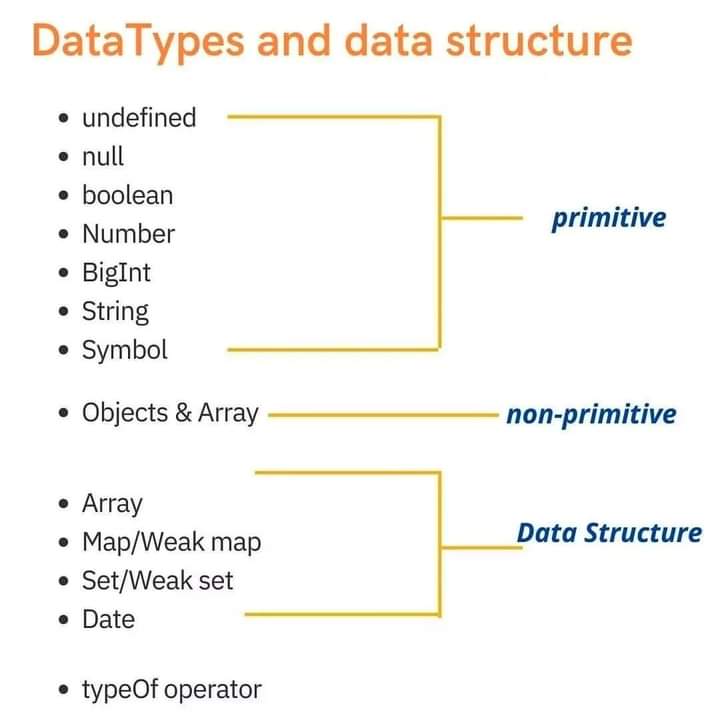 DataTypes and data structure
• undefined
• null
• boolean
• Number
• BigInt
• String
• Symbol
primitive
• Objects & Array
non-primitive
• Array
• Map/Weak map
• Set/Weak set
• Date
Data Structure
• typeOf operator